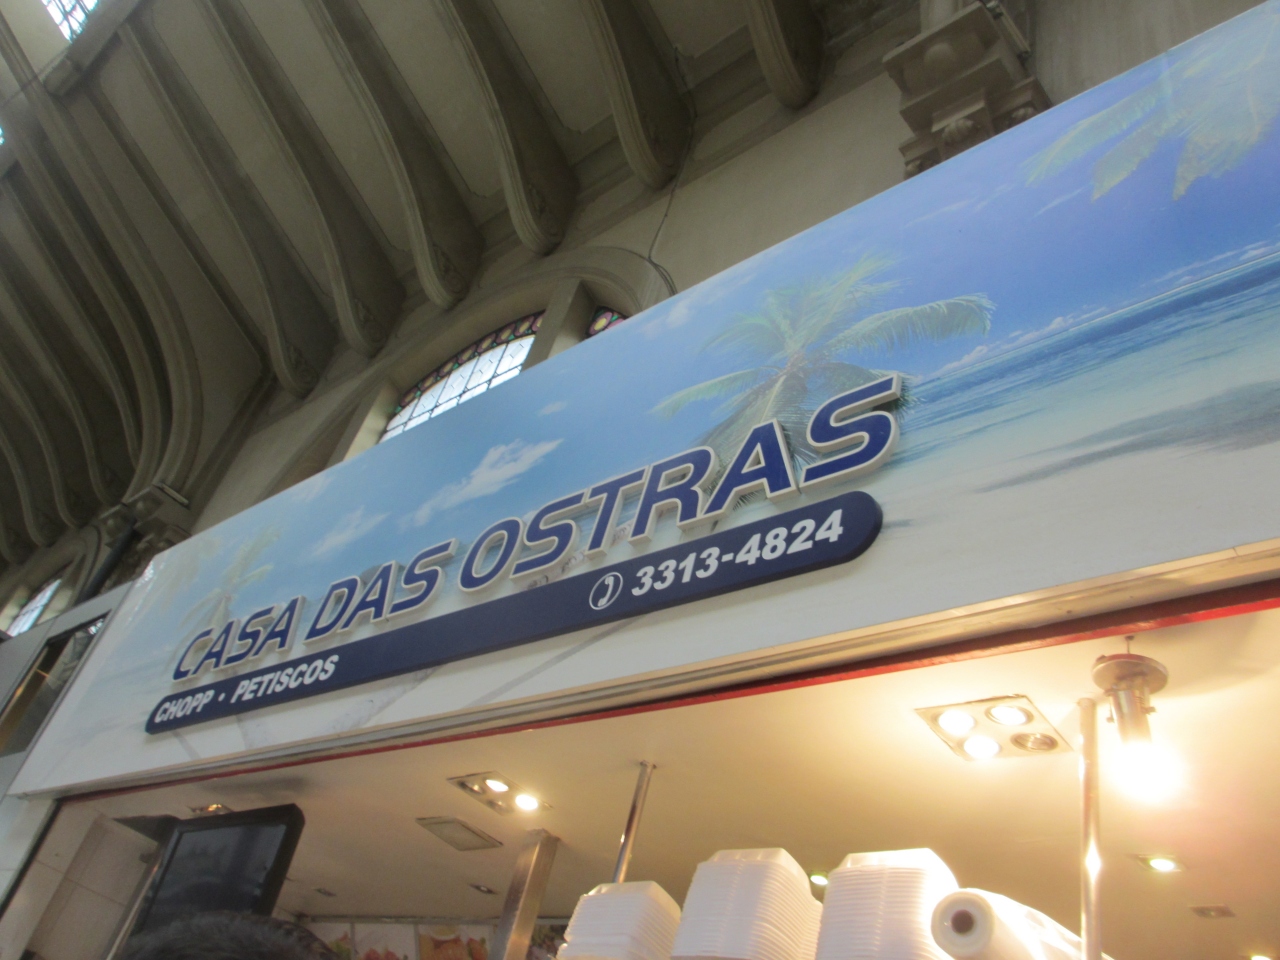 CASA DAS OSTRAS
CHOPP · PETISCOS 3313-4824